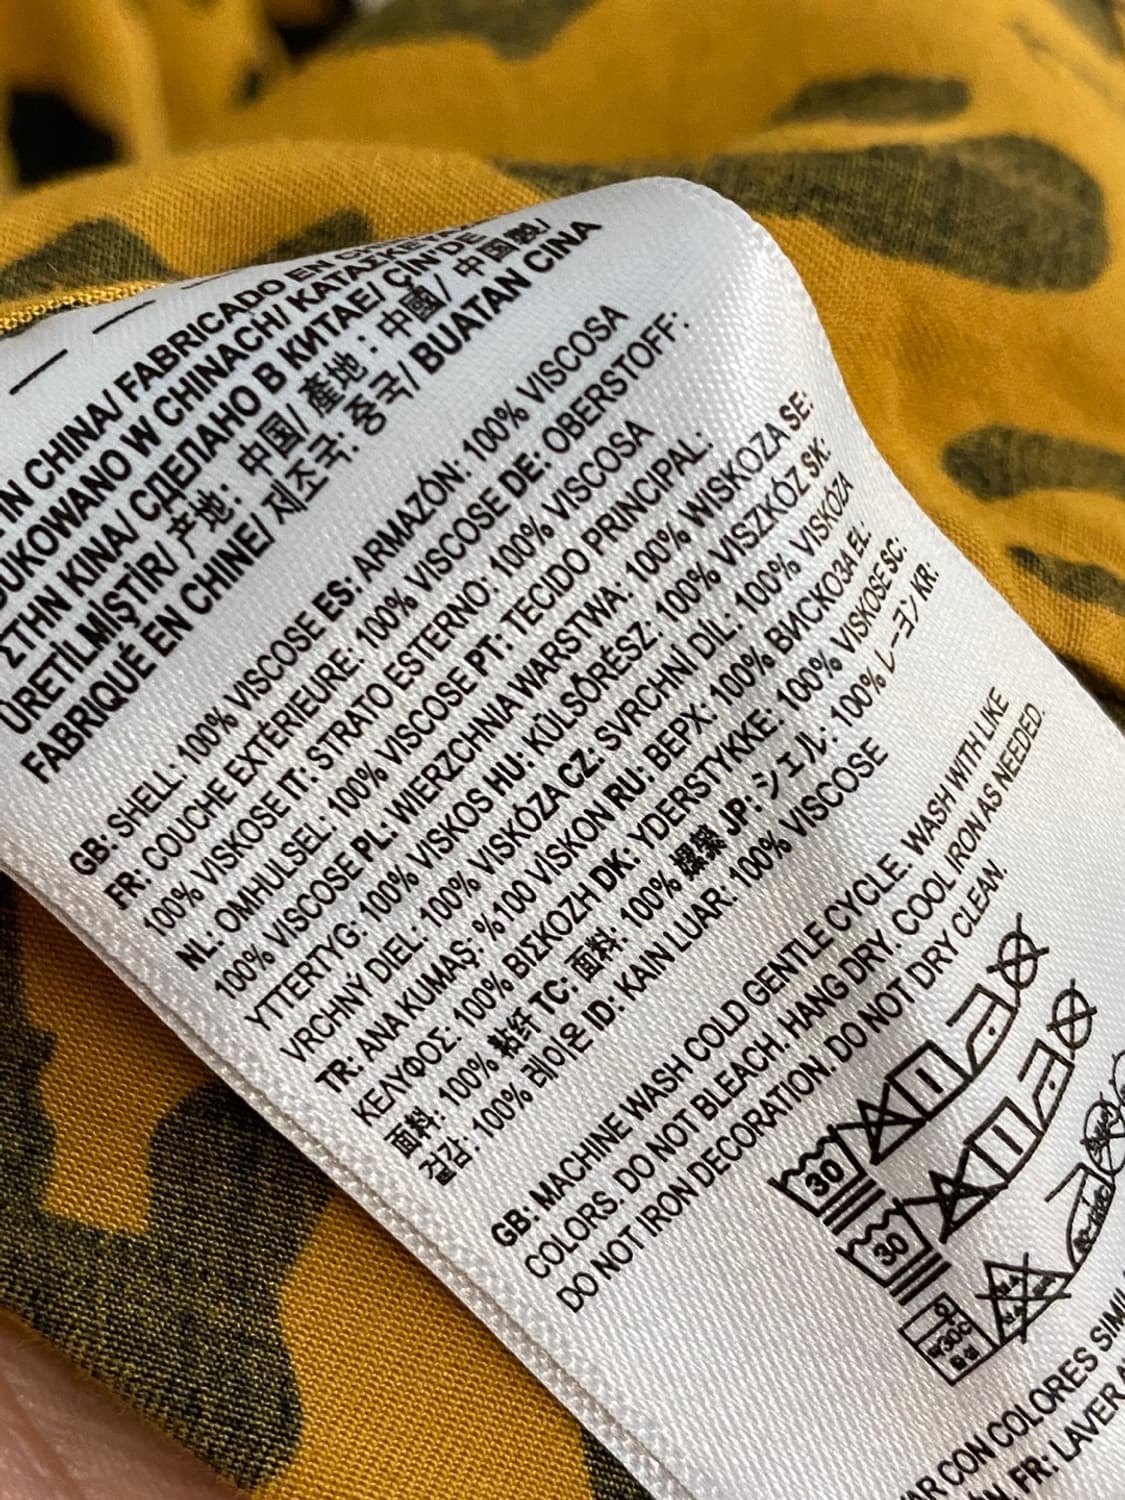 IN CHINA/ FABRICADO EN
DUKOWANO W CHINACH/ ΚΑΤΑΣΚΕΥ
ΣΤΗΝ ΚΙΝΑ/ СДЕЛАНО В КИТАЕ/ ÇİN'DE
ÜRETİLMİŞTİR/ 产地: 中国/ 產地: 中國/ 中国製/
FABRIQUÉ EN CHINE/ 제조국: 중국/ BUATAN CINA
GB: SHELL: 100% VISCOSE ES: ARMAZÓN: 100% VISCOSA
FR: COUCHE EXTÉRIEURE: 100% VISCOSE DE: OBERSTOFF:
100% VISKOSE IT: STRATO ESTERNO: 100% VISCOSA
NL: OMHULSEL: 100% VISCOSE PT: TECIDO PRINCIPAL:
100% VISCOSE PL: WIERZCHNIA WARSTWA: 100% WISKOZA SE:
YTTERTYG: 100% VISKOS HU: KÜLSŐRÉSZ: 100% VISZKÓZ SK:
VRCHNÝ DIEL: 100% VISKÓZA CZ: SVRCHNÍ DÍL: 100% VISKÓZA
TR: ANA KUMAŞ: %100 VISKON RU: ВЕРХ: 100% ВИСКОЗА EL:
ΚΕΛΥΦΟΣ: 100% ΒΙΣΚΟΖΗ DK: YDERSTYKKE: 100% VISKOSE SC:
面料: 100% 粘纤 TC: 面料: 100% 嫘縈 JP: シェル: 100% レーヨン KR:
겉감: 100% 레이온 ID: KAIN LUAR: 100% VISCOSE
GB: MACHINE WASH COLD GENTLE CYCLE. WASH WITH LIKE
COLORS. DO NOT BLEACH. HANG DRY. COOL IRON AS NEEDED.
DO NOT IRON DECORATION. DO NOT DRY CLEAN.
30
30
CON COLORES
FR: LAVER